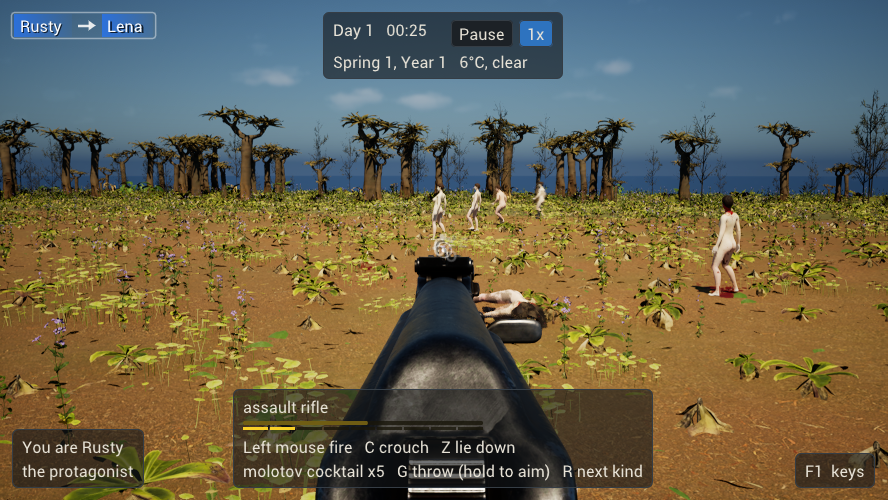 Rusty → Lena
Day 1 00:25 Pause 1x
Spring 1, Year 1 6°C, clear
assault rifle
Left mouse fire C crouch Z lie down
molotov cocktail x5 G throw (hold to aim) R next kind
You are Rusty
the protagonist
F1 keys